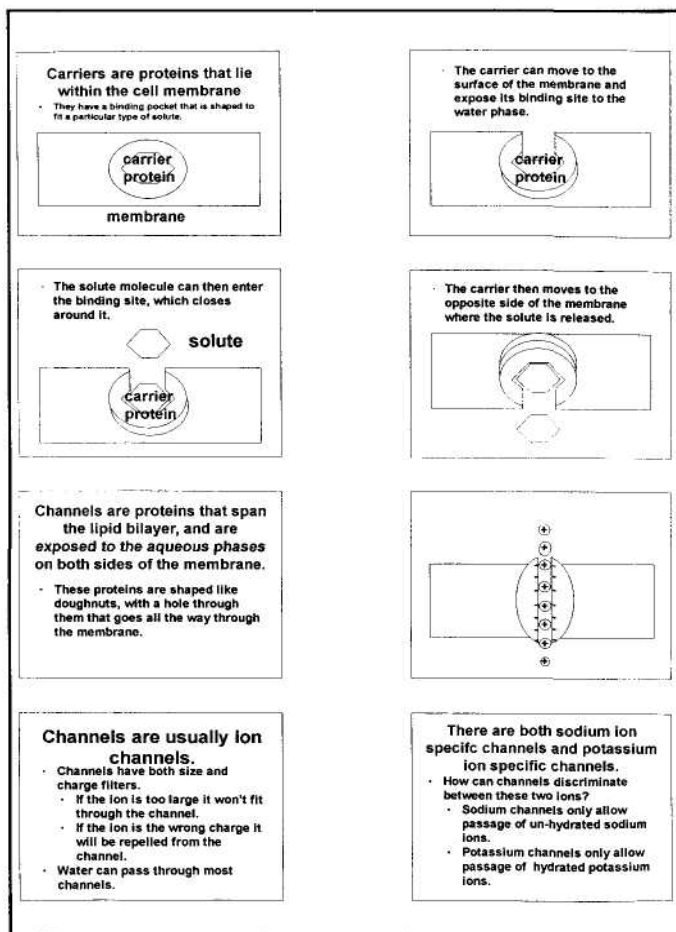 Carriers are proteins that lie
within the cell membrane
· They have a binding pocket that is shaped to
fit a particular type of solute.
carrier
protein
membrane
· The carrier can move to the
surface of the membrane and
expose its binding site to the
water phase.
carrier
protein
· The solute molecule can then enter
the binding site, which closes
around it.
solute
carrier
protein
· The carrier then moves to the
opposite side of the membrane
where the solute is released.
Channels are proteins that span
the lipid bilayer, and are
exposed to the aqueous phases
on both sides of the membrane.
· These proteins are shaped like
doughnuts, with a hole through
them that goes all the way through
the membrane.
+
+
+
+
+
+
+
+
Channels are usually ion
channels.
· Channels have both size and
charge filters.
· If the ion is too large it won't fit
through the channel.
· If the ion is the wrong charge it
will be repelled from the
channel.
· Water can pass through most
channels.
There are both sodium ion
specifc channels and potassium
ion specific channels.
· How can channels discriminate
between these two ions?
· Sodium channels only allow
passage of un-hydrated sodium
ions.
· Potassium channels only allow
passage of hydrated potassium
ions.